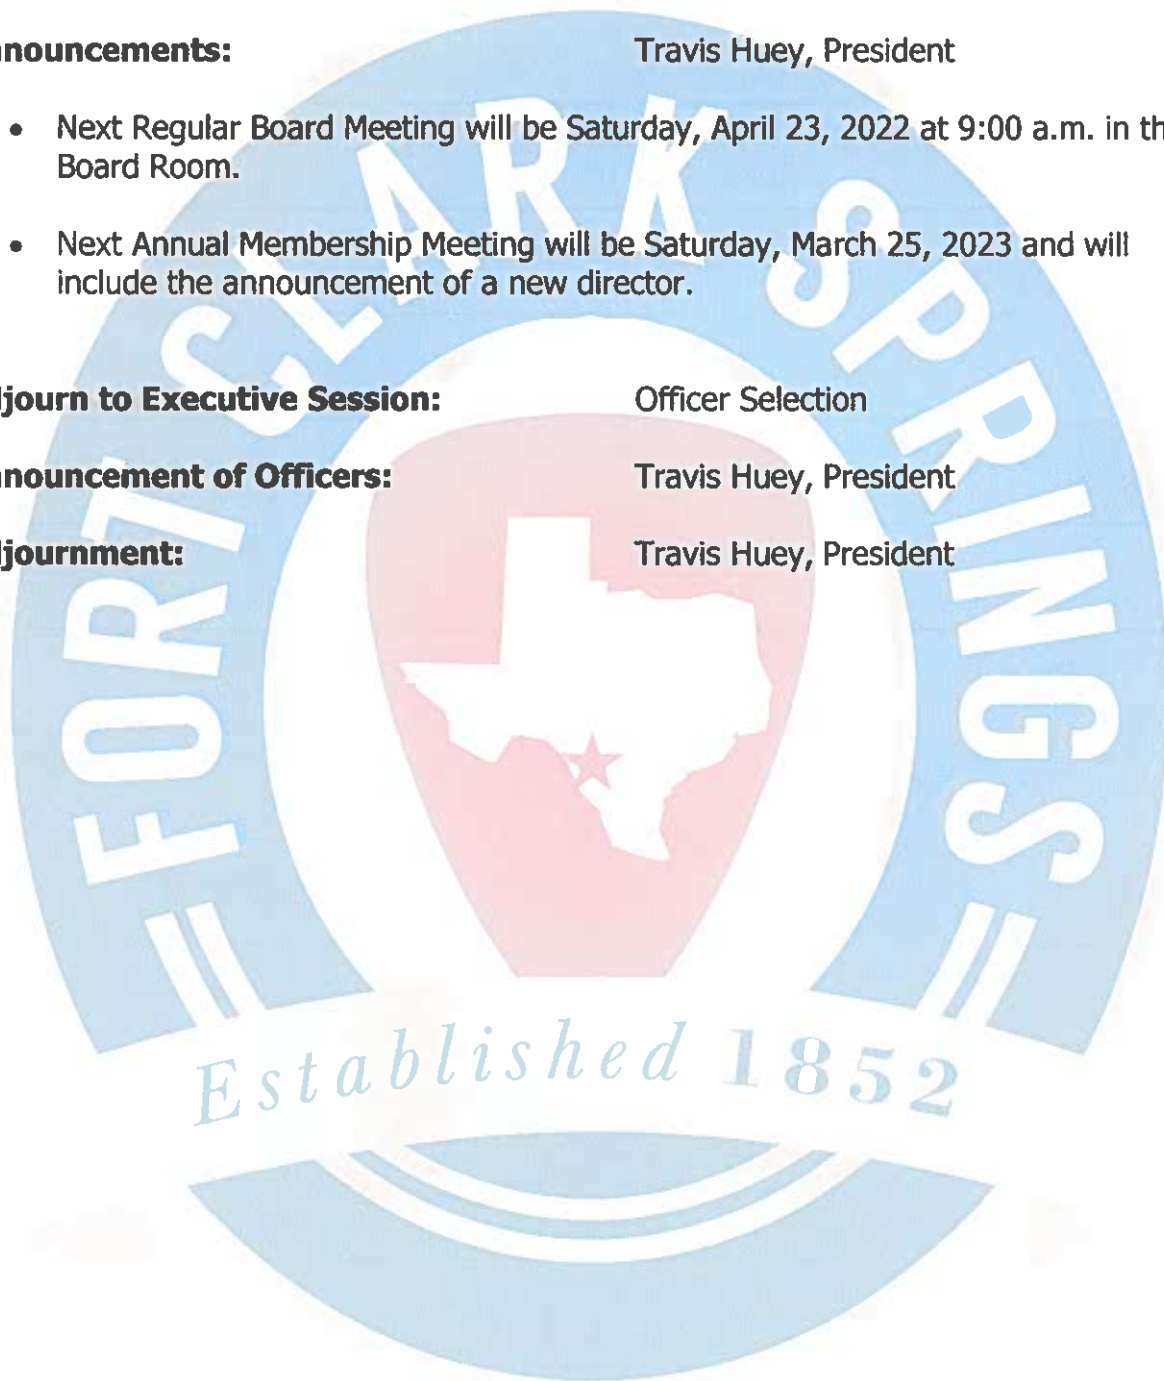 nnouncements: Travis Huey, President
• Next Regular Board Meeting will be Saturday, April 23, 2022 at 9:00 a.m. in th
Board Room.
• Next Annual Membership Meeting will be Saturday, March 25, 2023 and will
include the announcement of a new director.
journ to Executive Session: Officer Selection
nnouncement of Officers: Travis Huey, President
journment: Travis Huey, President
FORT CLARK SPRINGS
Established 1852